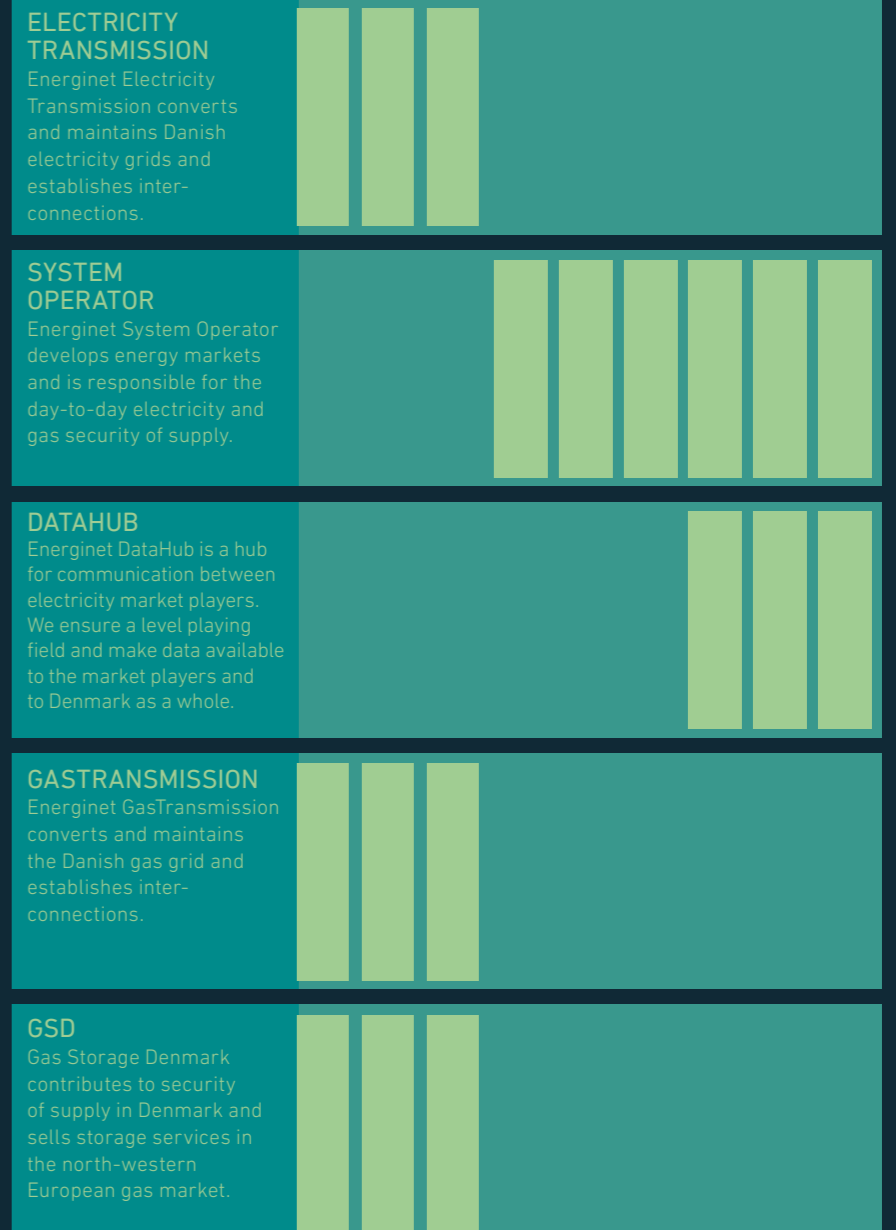 ELECTRICITY
TRANSMISSION
Energinet Electricity
Transmission converts
and maintains Danish
electricity grids and
establishes inter-
connections.
SYSTEM
OPERATOR
Energinet System Operator
develops energy markets
and is responsible for the
day-to-day electricity and
gas security of supply.
DATAHUB
Energinet DataHub is a hub
for communication between
electricity market players.
We ensure a level playing
field and make data available
to the market players and
to Denmark as a whole.
GASTRANSMISSION
Energinet GasTransmission
converts and maintains
the Danish gas grid and
establishes inter-
connections.
GSD
Gas Storage Denmark
contributes to security
of supply in Denmark and
sells storage services in
the north-western
European gas market.